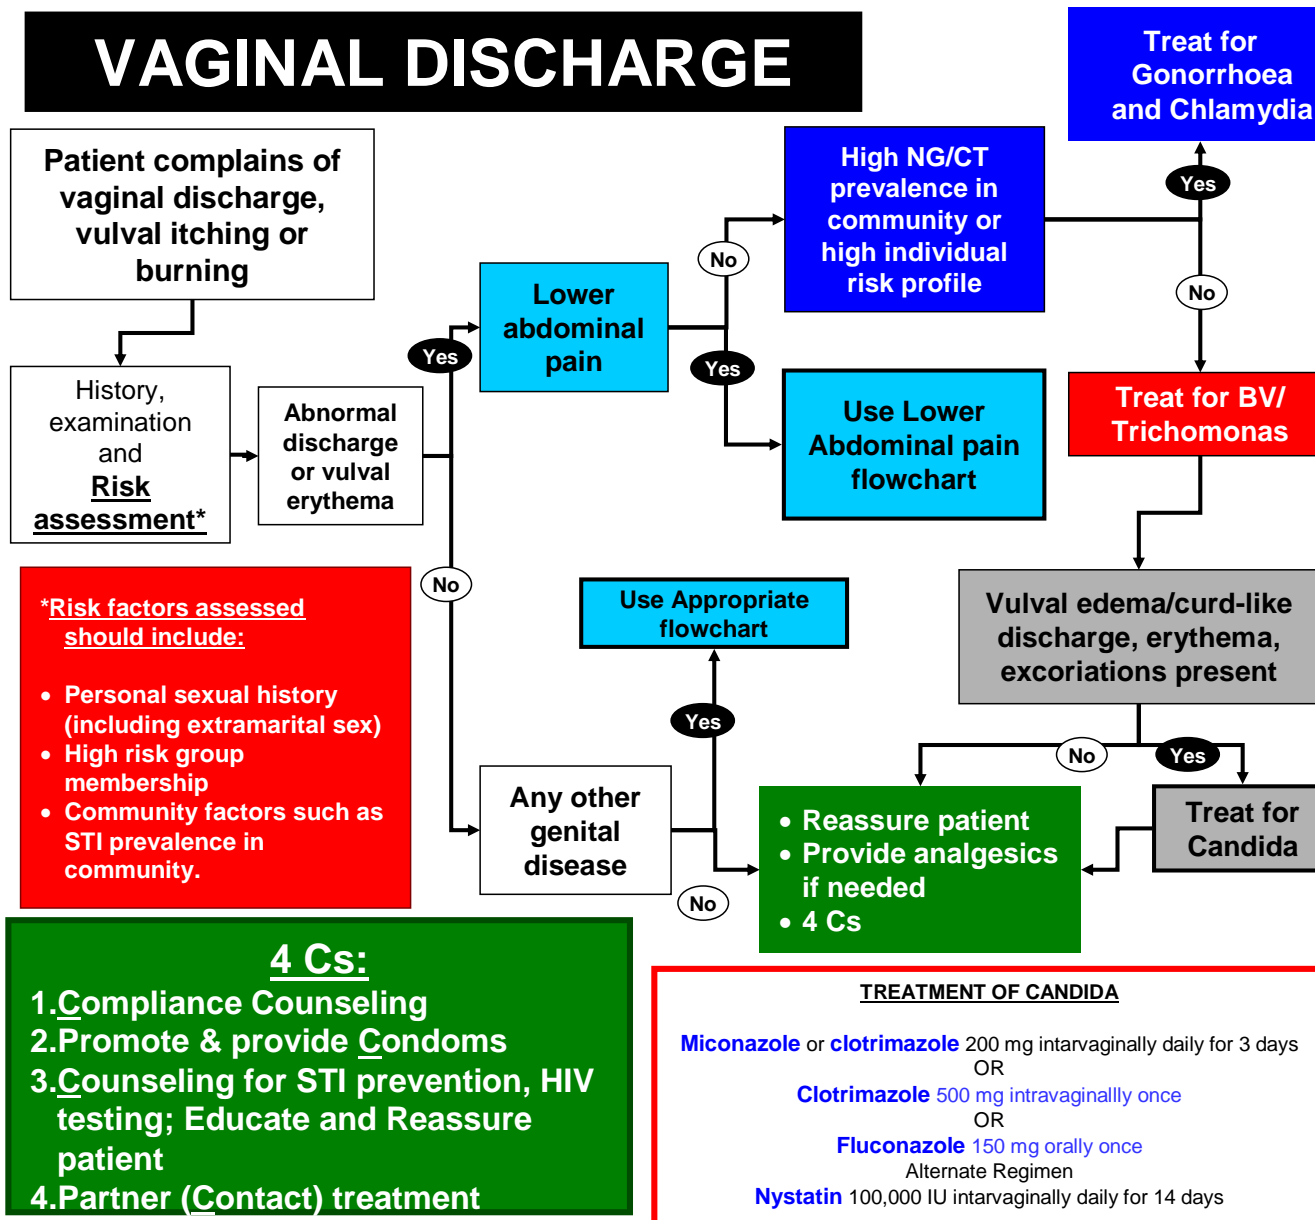 VAGINAL DISCHARGE
Treat for
Gonorrhoea
and Chlamydia
Patient complains of
vaginal discharge,
vulval itching or
burning
High NG/CT
prevalence in
community or
high individual
risk profile
Yes
No
No
Lower
abdominal
pain
Yes
Yes
History,
examination
and
Risk
assessment*
Abnormal
discharge
or vulval
erythema
Use Lower
Abdominal pain
flowchart
Treat for BV/
Trichomonas
No
*Risk factors assessed
should include:
• Personal sexual history
(including extramarital sex)
• High risk group
membership
• Community factors such as
STI prevalence in
community.
Use Appropriate
flowchart
Vulval edema/curd-like
discharge, erythema,
excoriations present
Yes
No
Yes
Any other
genital
disease
No
• Reassure patient
• Provide analgesics
if needed
• 4 Cs
Treat for
Candida
4 Cs:
1.Compliance Counseling
2.Promote & provide Condoms
3.Counseling for STI prevention, HIV
testing; Educate and Reassure
patient
4.Partner (Contact) treatment
TREATMENT OF CANDIDA
Miconazole or clotrimazole 200 mg intarvaginally daily for 3 days
OR
Clotrimazole 500 mg intravaginallly once
OR
Fluconazole 150 mg orally once
Alternate Regimen
Nystatin 100,000 IU intarvaginally daily for 14 days